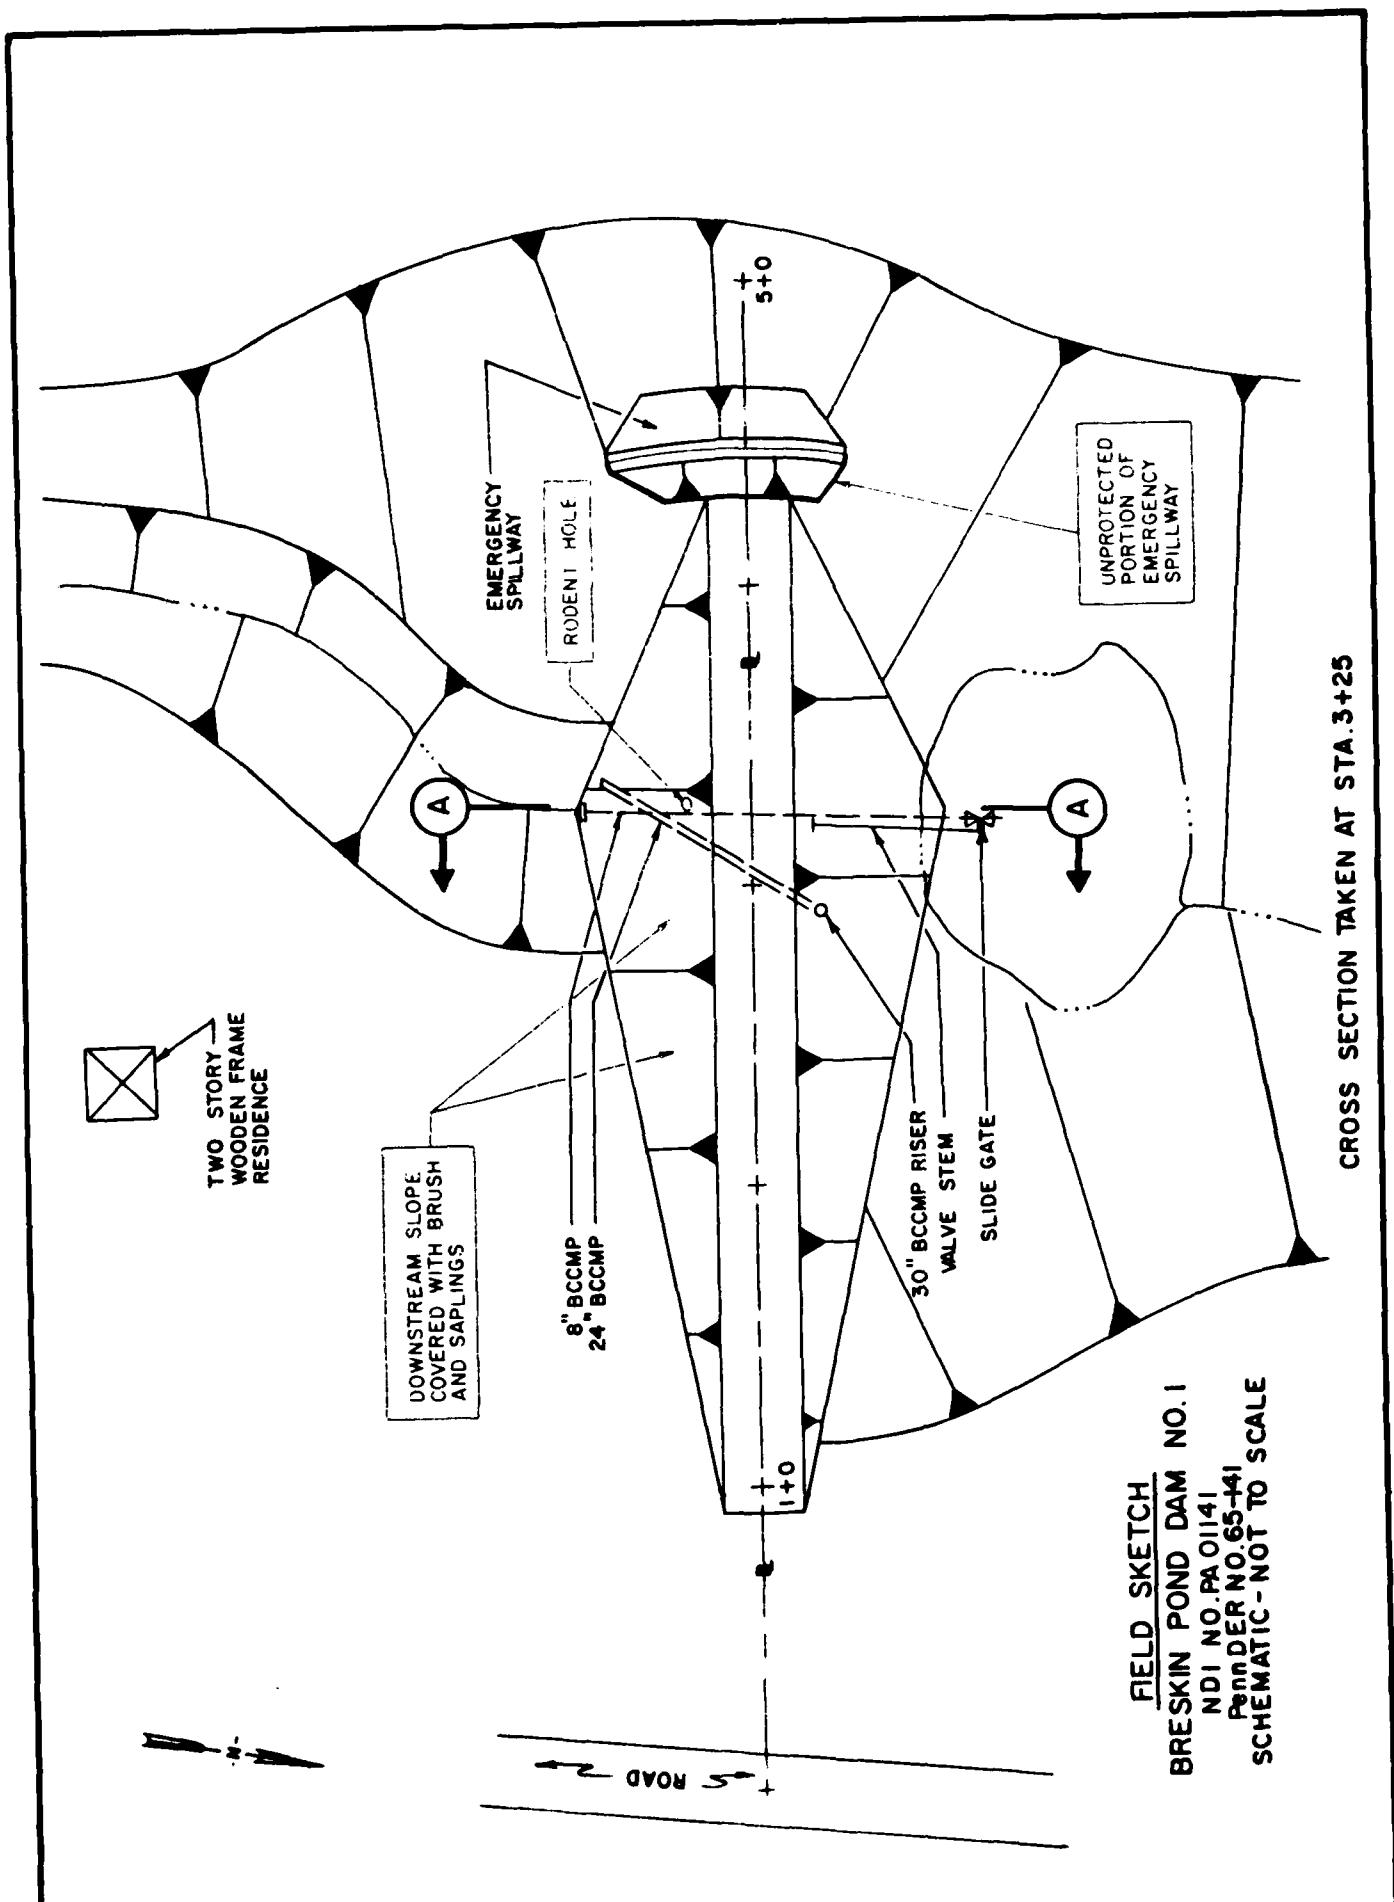 TWO STORY
WOODEN FRAME
RESIDENCE
DOWNSTREAM SLOPE
COVERED WITH BRUSH
AND SAPLINGS
8" BCCMP
24" BCCMP
EMERGENCY
SPILLWAY
RODENT HOLE
A
A
5+0
1+0
UNPROTECTED
PORTION OF
EMERGENCY
SPILLWAY
30" BCCMP RISER
VALVE STEM
SLIDE GATE
-N-
ROAD
CROSS SECTION TAKEN AT STA. 3+25
FIELD SKETCH
BRESKIN POND DAM NO. 1
NDI NO. PA 01141
PennDER NO. 65-141
SCHEMATIC - NOT TO SCALE